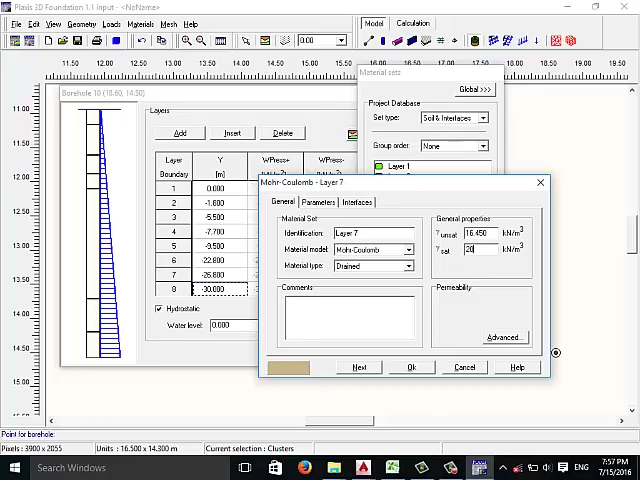 Plaxis 3D Foundation 1.1 Input - <NoName>
File Edit View Geometry Loads Materials Mesh Help
Model Calculation
0.00
11.50 12.00 12.50 13.00 13.50 14.00 14.50 15.00 15.50 16.00 16.50 17.00 17.50 18.00 18.50 19.00 19.50
11.00
12.00
12.50
13.00
13.50
14.00
14.50
15.00
Borehole 10 (18.60, 14.50)
Layers
Add Insert Delete
Layer Boundary Y [m] WPress+ WPress-
1 0.000
2 -1.800
3 -5.500
4 -7.700
5 -9.500
6 -22.800
7 -26.800
8 -30.000
Hydrostatic
Water level: 0.000
Material sets
Global >>>
Project Database
Set type: Soil & Interfaces
Group order: None
Layer 1
Mohr-Coulomb - Layer 7
General Parameters Interfaces
Material Set
Identification: Layer 7
Material model: Mohr-Coulomb
Material type: Drained
General properties
? unsat 16.450 kN/m3
? sat 20 kN/m3
Comments
Permeability
Advanced...
Next Ok Cancel Help
Point for borehole:
Pixels : 3900 x 2055 Units : 16.500 x 14.300 m Current selection : Clusters
Search Windows
ENG
7:57 PM
7/15/2016